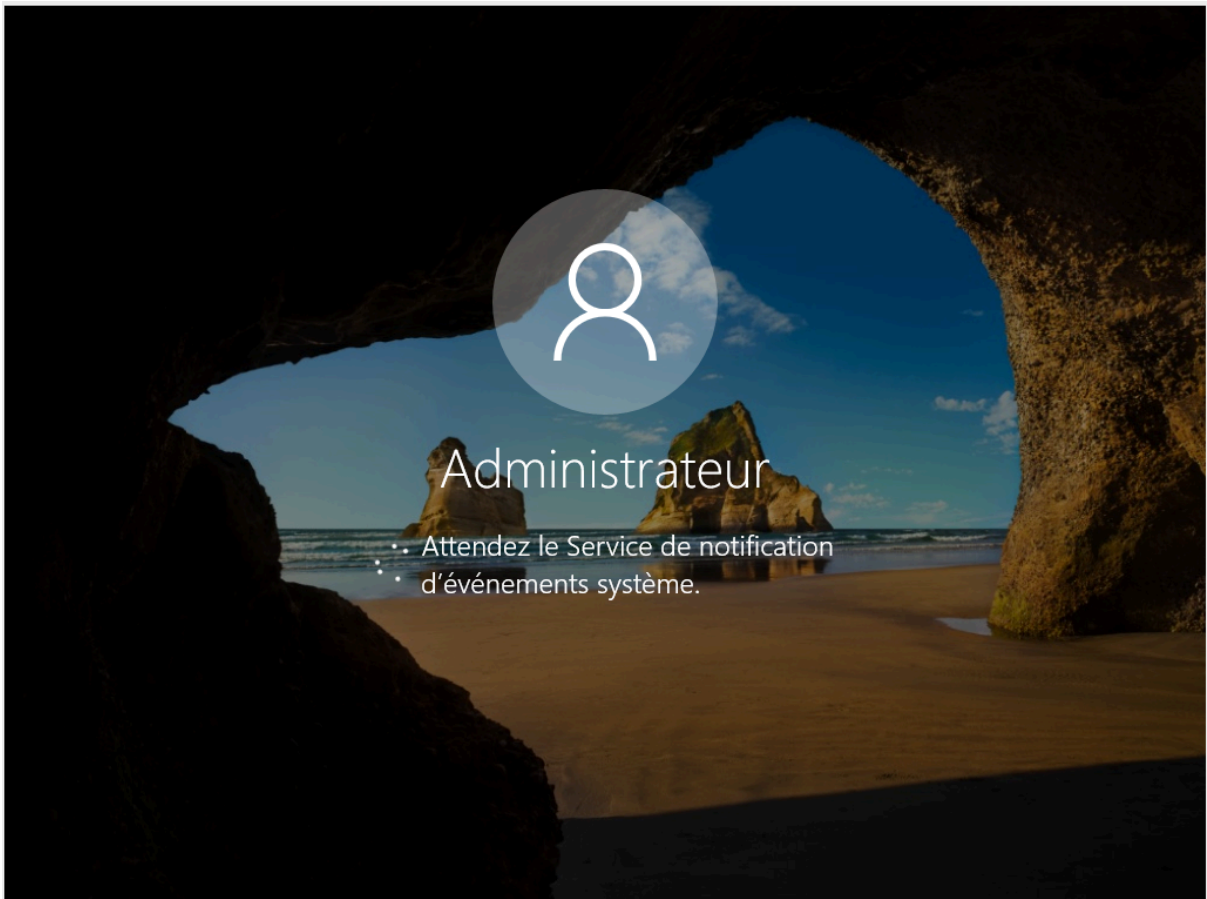 Administrateur
Attendez le Service de notification
d'événements système.